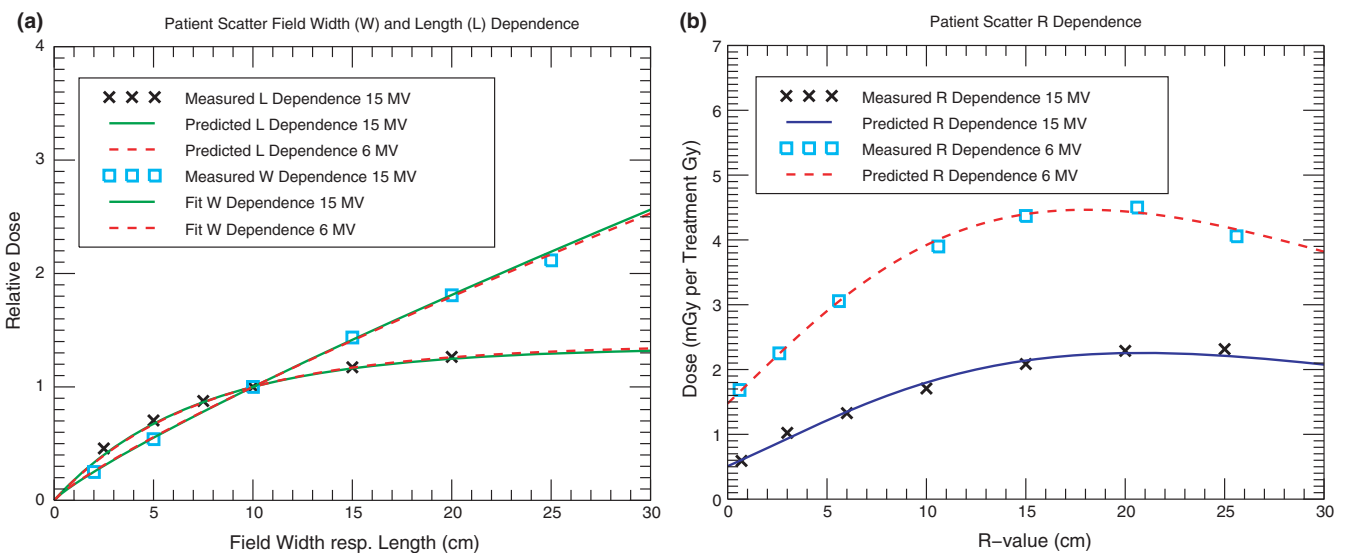 (a)
Patient Scatter Field Width (W) and Length (L) Dependence
4
3
2
1
0
Relative Dose
Measured L Dependence 15 MV
Predicted L Dependence 15 MV
Predicted L Dependence 6 MV
Measured W Dependence 15 MV
Fit W Dependence 15 MV
Fit W Dependence 6 MV
0 5 10 15 20 25 30
Field Width resp. Length (cm)
(b)
Patient Scatter R Dependence
7
6
5
4
3
2
1
0
Dose (mGy per Treatment Gy)
Measured R Dependence 15 MV
Predicted R Dependence 15 MV
Measured R Dependence 6 MV
Predicted R Dependence 6 MV
0 5 10 15 20 25 30
R−value (cm)